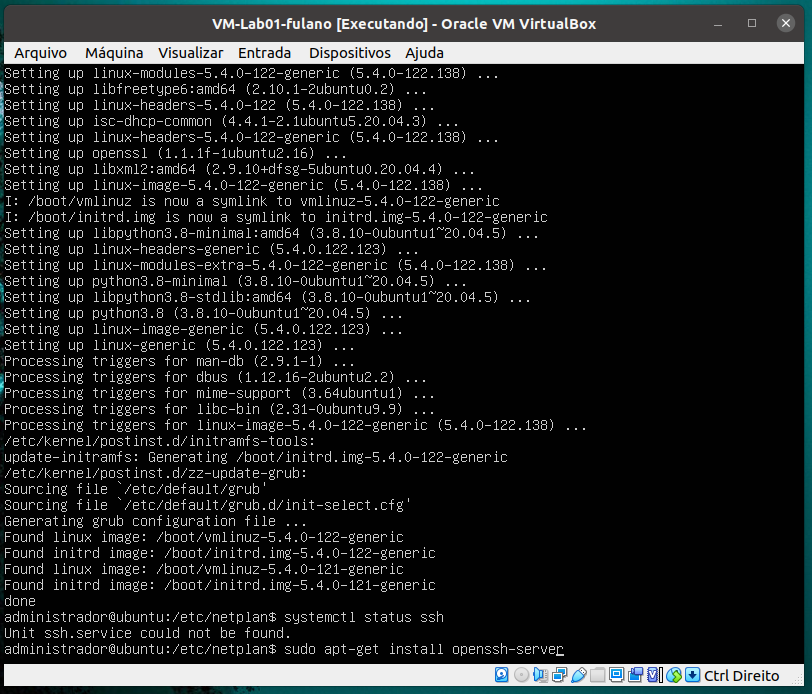 VM-Lab01-fulano [Executando] - Oracle VM VirtualBox
Arquivo Máquina Visualizar Entrada Dispositivos Ajuda
Setting up linux-modules-5.4.0-122-generic (5.4.0-122.138) ...
Setting up libfreetype6:amd64 (2.10.1-2ubuntu0.2) ...
Setting up linux-headers-5.4.0-122 (5.4.0-122.138) ...
Setting up isc-dhcp-common (4.4.1-2.1ubuntu5.20.04.3) ...
Setting up linux-headers-5.4.0-122-generic (5.4.0-122.138) ...
Setting up openssl (1.1.1f-1ubuntu2.16) ...
Setting up libxml2:amd64 (2.9.10+dfsg-5ubuntu0.20.04.4) ...
Setting up linux-image-5.4.0-122-generic (5.4.0-122.138) ...
I: /boot/vmlinuz is now a symlink to vmlinuz-5.4.0-122-generic
I: /boot/initrd.img is now a symlink to initrd.img-5.4.0-122-generic
Setting up libpython3.8-minimal:amd64 (3.8.10-0ubuntu1~20.04.5) ...
Setting up linux-headers-generic (5.4.0.122.123) ...
Setting up linux-modules-extra-5.4.0-122-generic (5.4.0-122.138) ...
Setting up python3.8-minimal (3.8.10-0ubuntu1~20.04.5) ...
Setting up libpython3.8-stdlib:amd64 (3.8.10-0ubuntu1~20.04.5) ...
Setting up python3.8 (3.8.10-0ubuntu1~20.04.5) ...
Setting up linux-image-generic (5.4.0.122.123) ...
Setting up linux-generic (5.4.0.122.123) ...
Processing triggers for man-db (2.9.1-1) ...
Processing triggers for dbus (1.12.16-2ubuntu2.2) ...
Processing triggers for mime-support (3.64ubuntu1) ...
Processing triggers for libc-bin (2.31-0ubuntu9.9) ...
Processing triggers for linux-image-5.4.0-122-generic (5.4.0-122.138) ...
/etc/kernel/postinst.d/initramfs-tools:
update-initramfs: Generating /boot/initrd.img-5.4.0-122-generic
/etc/kernel/postinst.d/zz-update-grub:
Sourcing file `/etc/default/grub'
Sourcing file `/etc/default/grub.d/init-select.cfg'
Generating grub configuration file ...
Found linux image: /boot/vmlinuz-5.4.0-122-generic
Found initrd image: /boot/initrd.img-5.4.0-122-generic
Found linux image: /boot/vmlinuz-5.4.0-121-generic
Found initrd image: /boot/initrd.img-5.4.0-121-generic
done
administrador@ubuntu:/etc/netplan$ systemctl status ssh
Unit ssh.service could not be found.
administrador@ubuntu:/etc/netplan$ sudo apt-get install openssh-server
Ctrl Direito